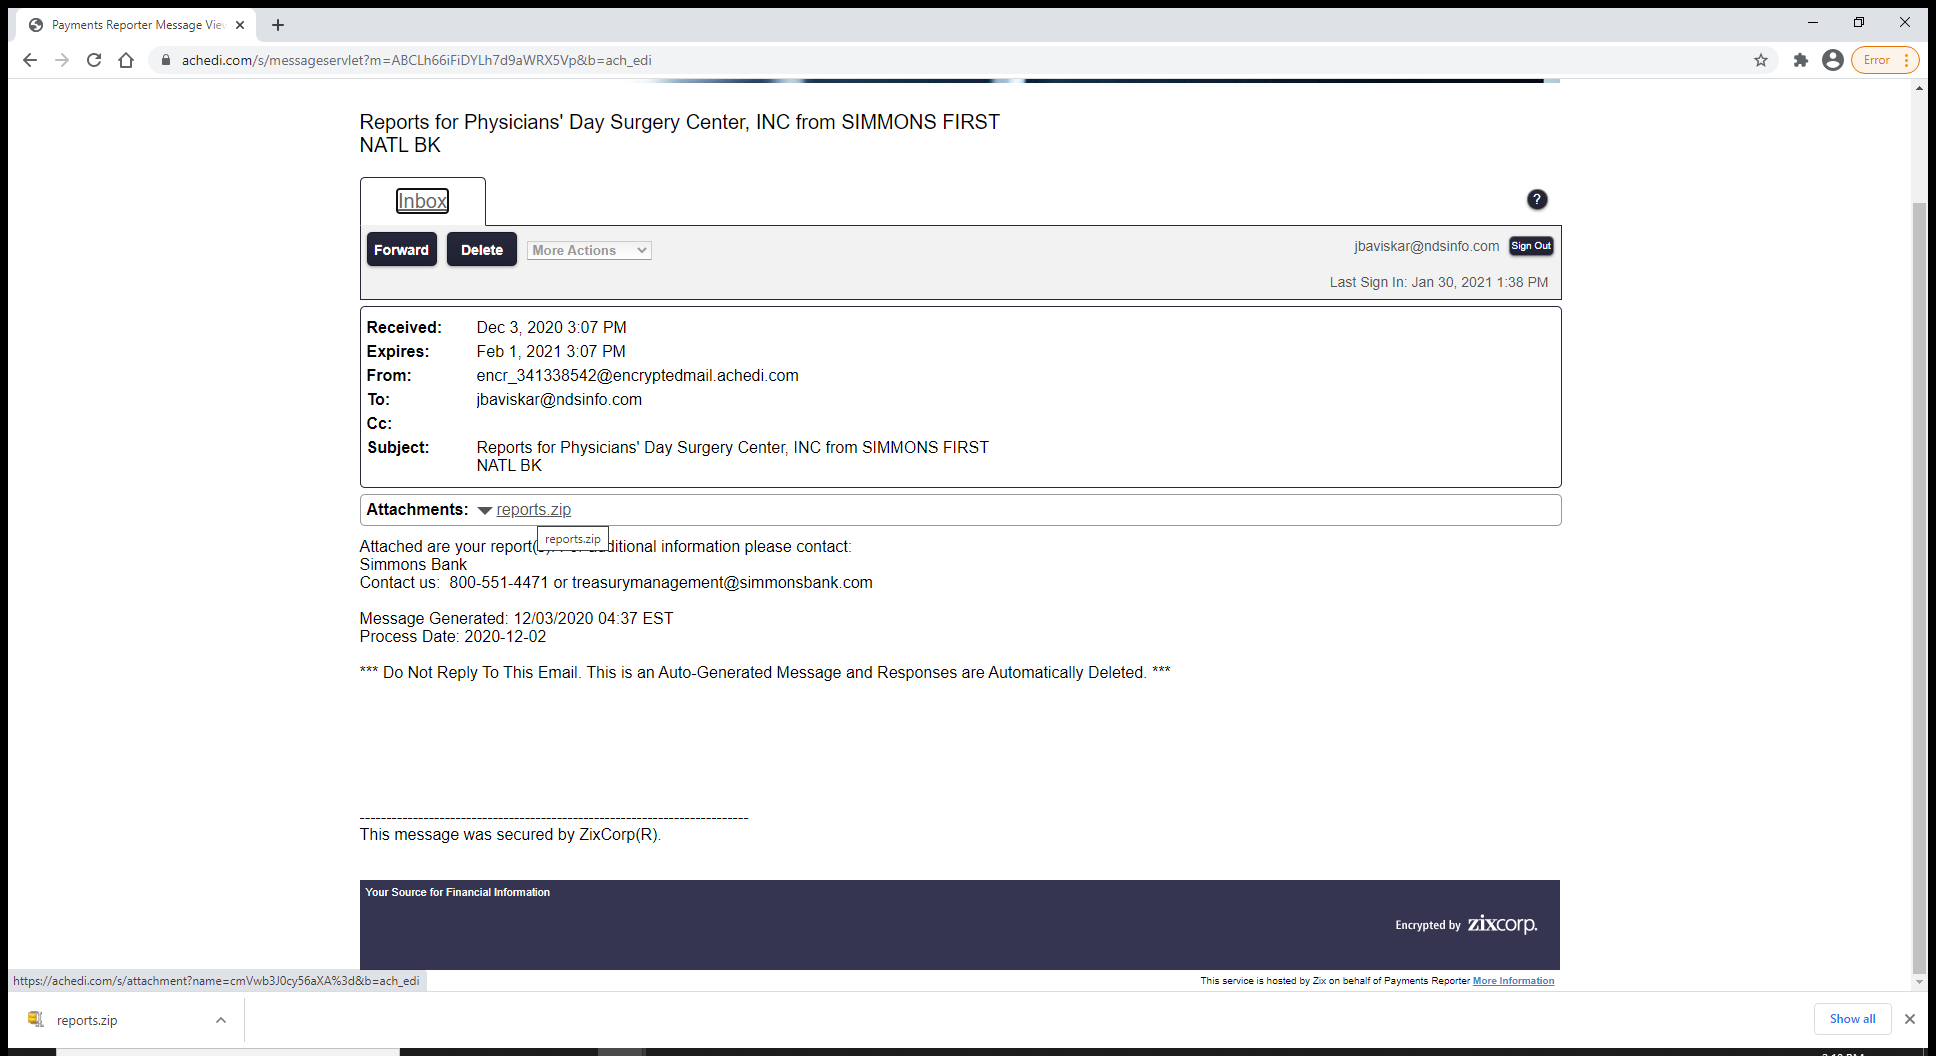 Payments Reporter Message Vie
achedi.com/s/messageservlet?m=ABCLh66iFiDYLh7d9aWRX5Vp&b=ach_edi
Error
Reports for Physicians' Day Surgery Center, INC from SIMMONS FIRST
NATL BK
Inbox
?
Forward
Delete
More Actions
jbaviskar@ndsinfo.com
Sign Out
Last Sign In: Jan 30, 2021 1:38 PM
Received: Dec 3, 2020 3:07 PM
Expires: Feb 1, 2021 3:07 PM
From: encr_341338542@encryptedmail.achedi.com
To: jbaviskar@ndsinfo.com
Cc:
Subject: Reports for Physicians' Day Surgery Center, INC from SIMMONS FIRST
NATL BK
Attachments: reports.zip
reports.zip
Attached are your report( additional information please contact:
Simmons Bank
Contact us: 800-551-4471 or treasurymanagement@simmonsbank.com
Message Generated: 12/03/2020 04:37 EST
Process Date: 2020-12-02
*** Do Not Reply To This Email. This is an Auto-Generated Message and Responses are Automatically Deleted. ***
-------------------------------------------------------------------------
This message was secured by ZixCorp(R).
Your Source for Financial Information
Encrypted by zixcorp.
https://achedi.com/s/attachment?name=cmVwb3J0cy56aXA%3d&b=ach_edi
This service is hosted by Zix on behalf of Payments Reporter More Information
reports.zip
Show all